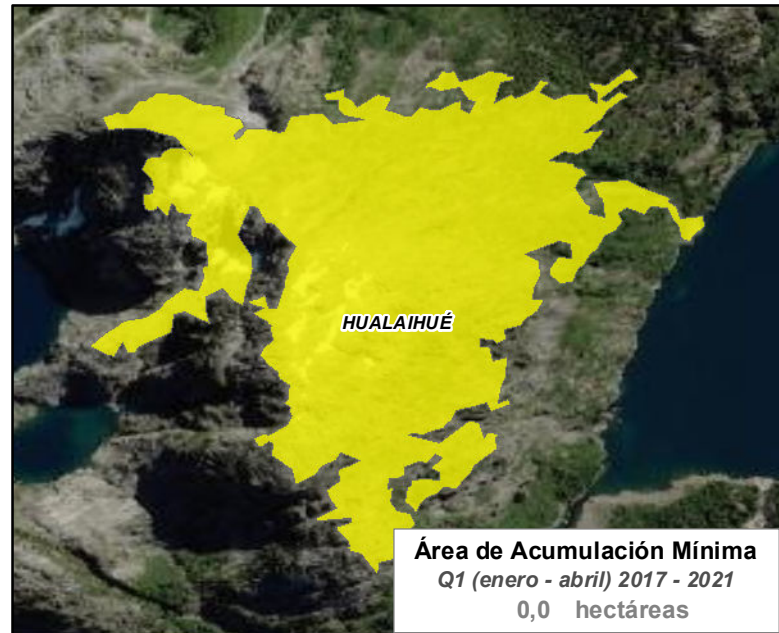 HUALAIHUÉ
Área de Acumulación Mínima
Q1 (enero - abril) 2017 - 2021
0,0 hectáreas